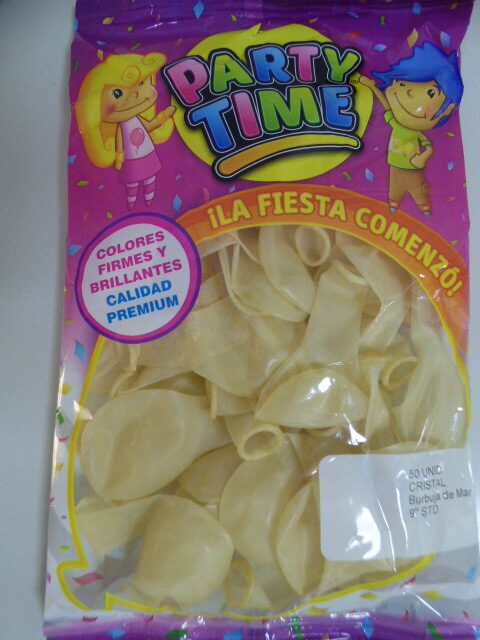 PARTY
TIME
¡LA FIESTA COMENZÓ!
COLORES
FIRMES Y
BRILLANTES
CALIDAD
PREMIUM
50 UNID.
CRISTAL
Burbuja de Mar
9" STD